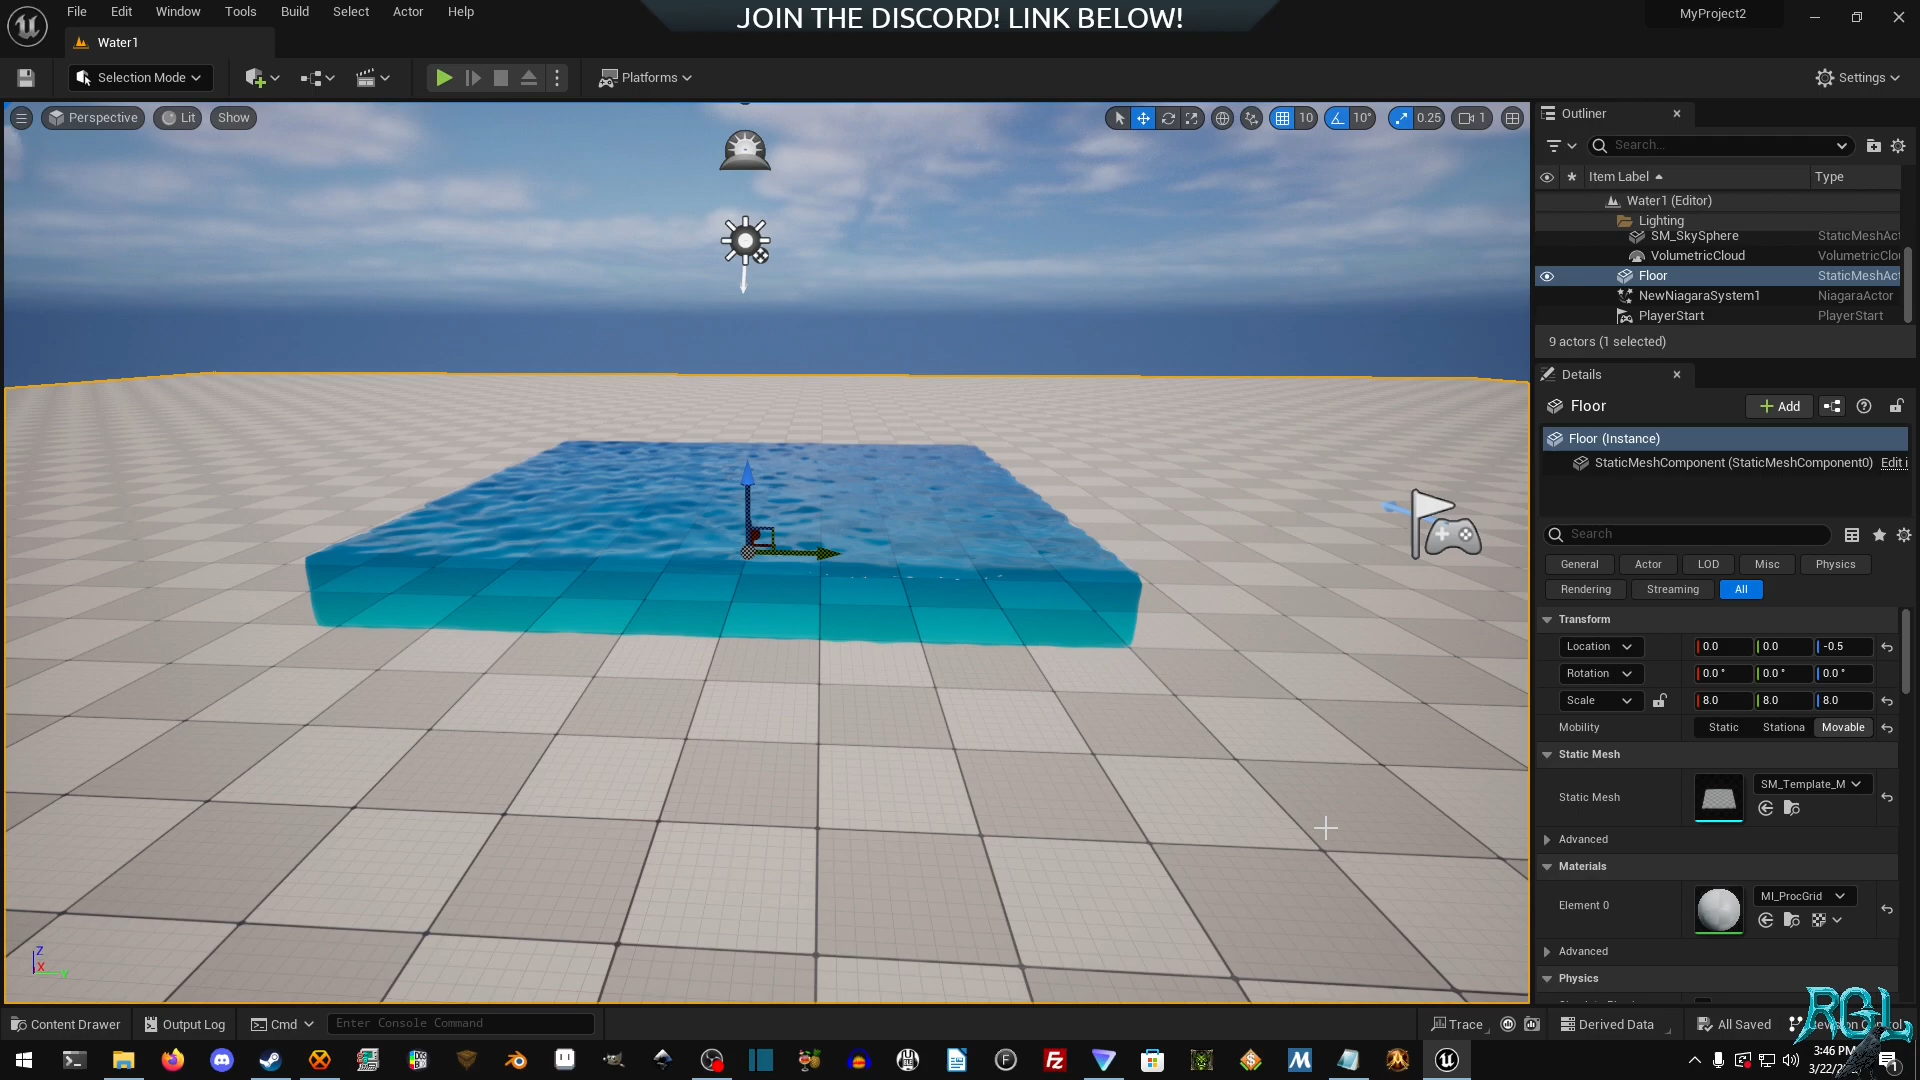 File Edit Window Tools Build Select Actor Help
JOIN THE DISCORD! LINK BELOW!
MyProject2
Water1
Selection Mode
Platforms
Settings
Perspective Lit Show
10 10° 0.25 1
Outliner
Search...
Item Label Type
Water1 (Editor)
Lighting
SM_SkySphere StaticMeshAct
VolumetricCloud VolumetricClou
Floor StaticMeshAct
NewNiagaraSystem1 NiagaraActor
PlayerStart PlayerStart
9 actors (1 selected)
Details
Floor
Add
Floor (Instance)
StaticMeshComponent (StaticMeshComponent0) Edit i
Search
General Actor LOD Misc Physics
Rendering Streaming All
Transform
Location 0.0 0.0 -0.5
Rotation 0.0° 0.0° 0.0°
Scale 8.0 8.0 8.0
Mobility Static Stationa Movable
Static Mesh
Static Mesh SM_Template_M
Advanced
Materials
Element 0 MI_ProcGrid
Advanced
Physics
Z
X
Y
RGL
Content Drawer Output Log Cmd Enter Console Command
Trace Derived Data All Saved
3:46 PM
3/22/2
1